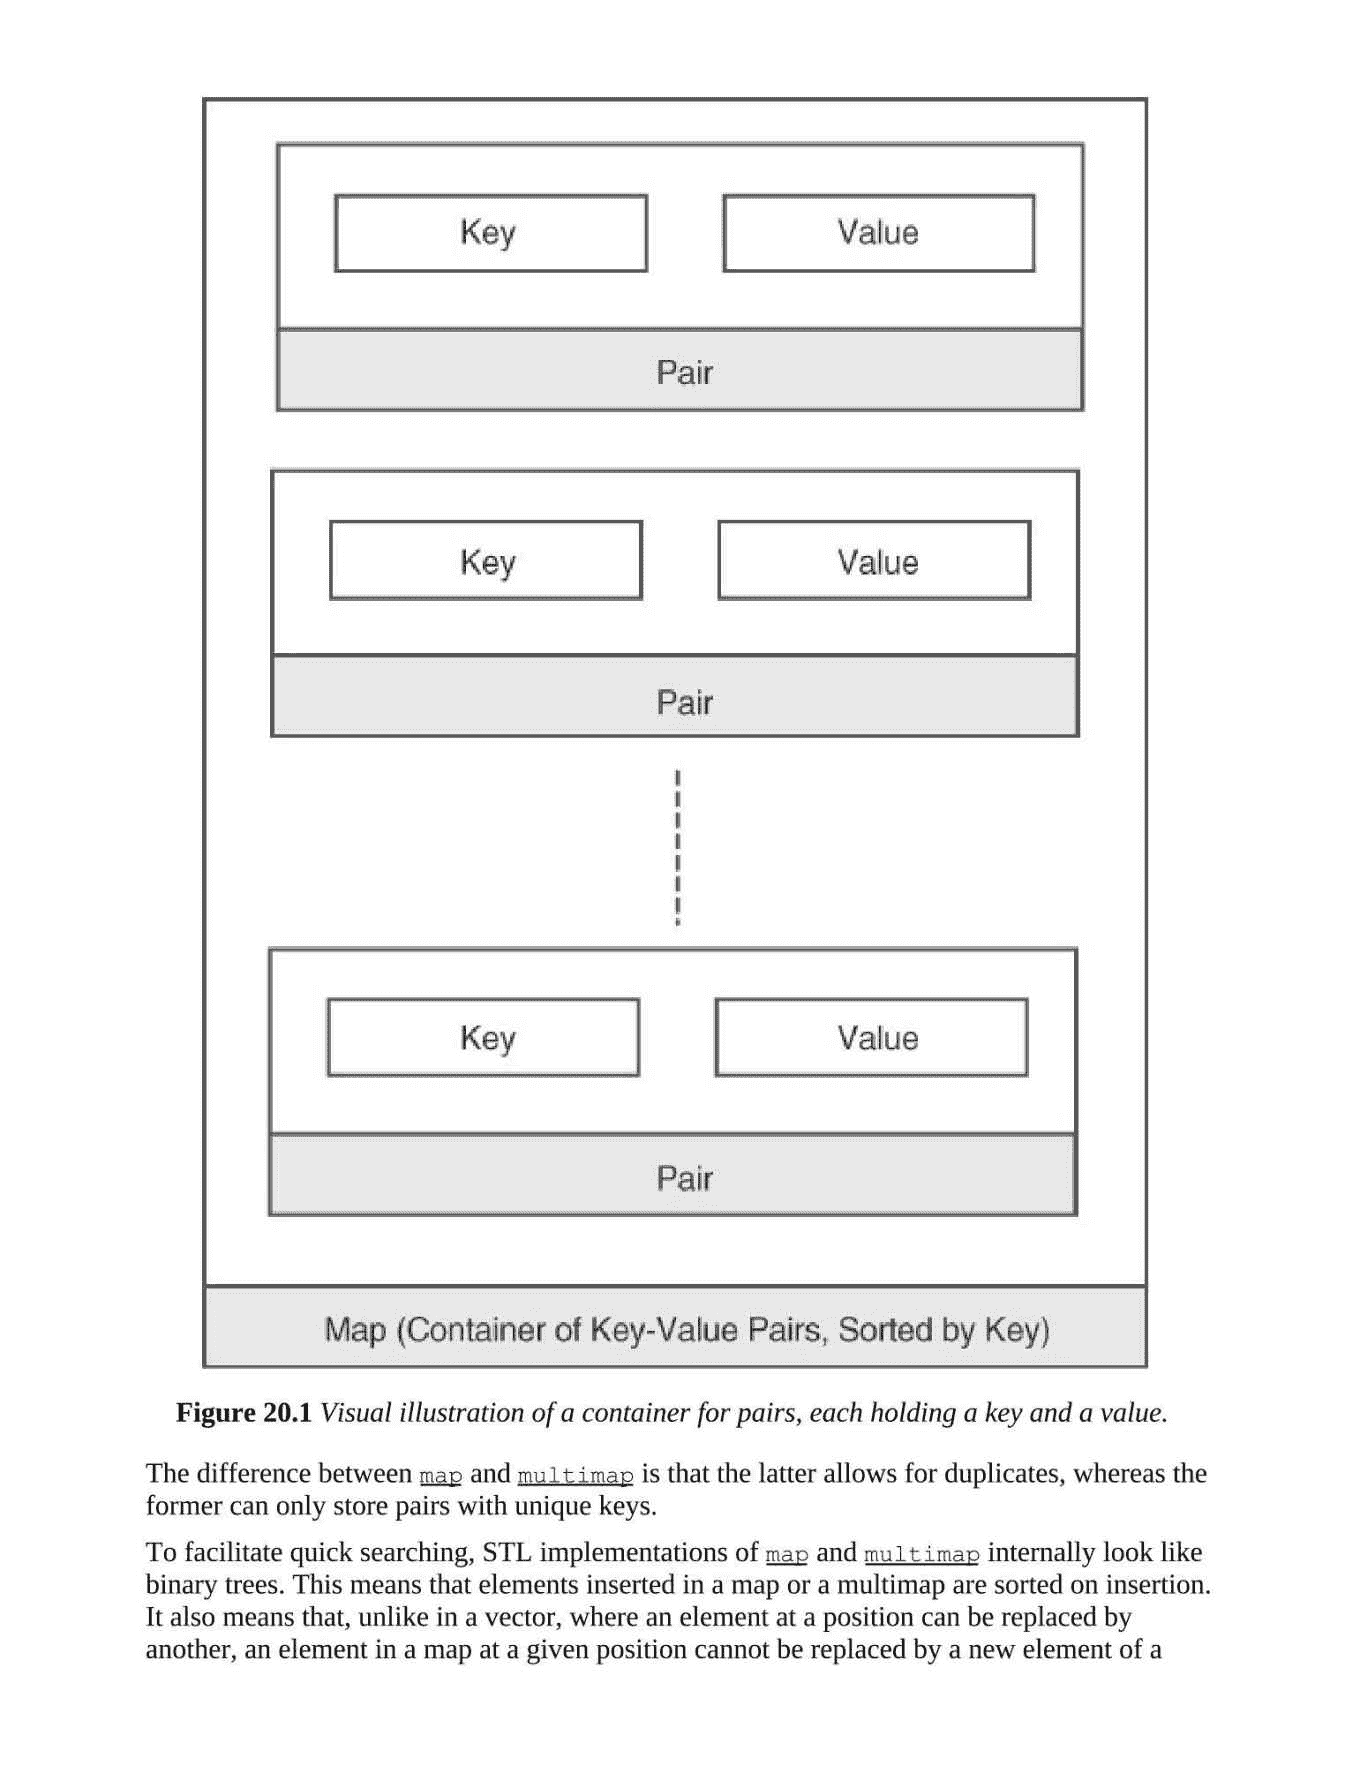 Key Value
Pair
Key Value
Pair
Key Value
Pair
Map (Container of Key-Value Pairs, Sorted by Key)
Figure 20.1 Visual illustration of a container for pairs, each holding a key and a value.
The difference between map and multimap is that the latter allows for duplicates, whereas the
former can only store pairs with unique keys.
To facilitate quick searching, STL implementations of map and multimap internally look like
binary trees. This means that elements inserted in a map or a multimap are sorted on insertion.
It also means that, unlike in a vector, where an element at a position can be replaced by
another, an element in a map at a given position cannot be replaced by a new element of a